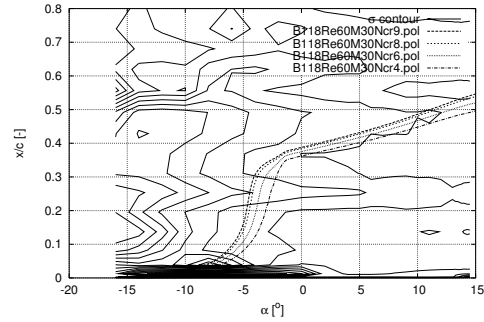 0.8
0.7
0.6
0.5
0.4
0.3
0.2
0.1
0
x/c [-]
σ contour
B118Re60M30Ncr9.pol
B118Re60M30Ncr8.pol
B118Re60M30Ncr6.pol
B118Re60M30Ncr4.pol
-20 -15 -10 -5 0 5 10 15
α [°]